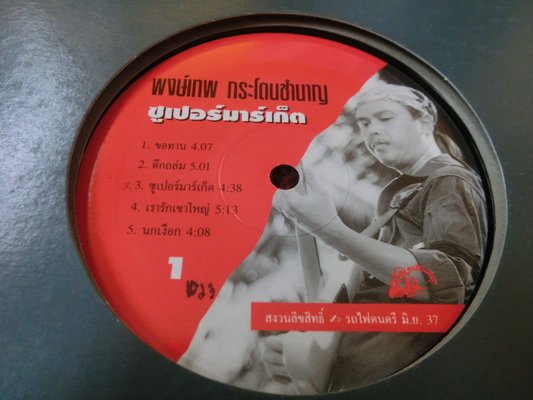 พงษ์เทพ กระโดนชำนาญ
ซูเปอร์มาร์เก็ต
1. ขอทาน 4.07
2. ตึกถล่ม 5.01
3. ซูเปอร์มาร์เก็ต 4:38
4. เรารักเขาใหญ่ 5:13
5. นกเงือก 4:08
1
สงวนลิขสิทธิ์ รถไฟดนตรี มิ.ย. 37